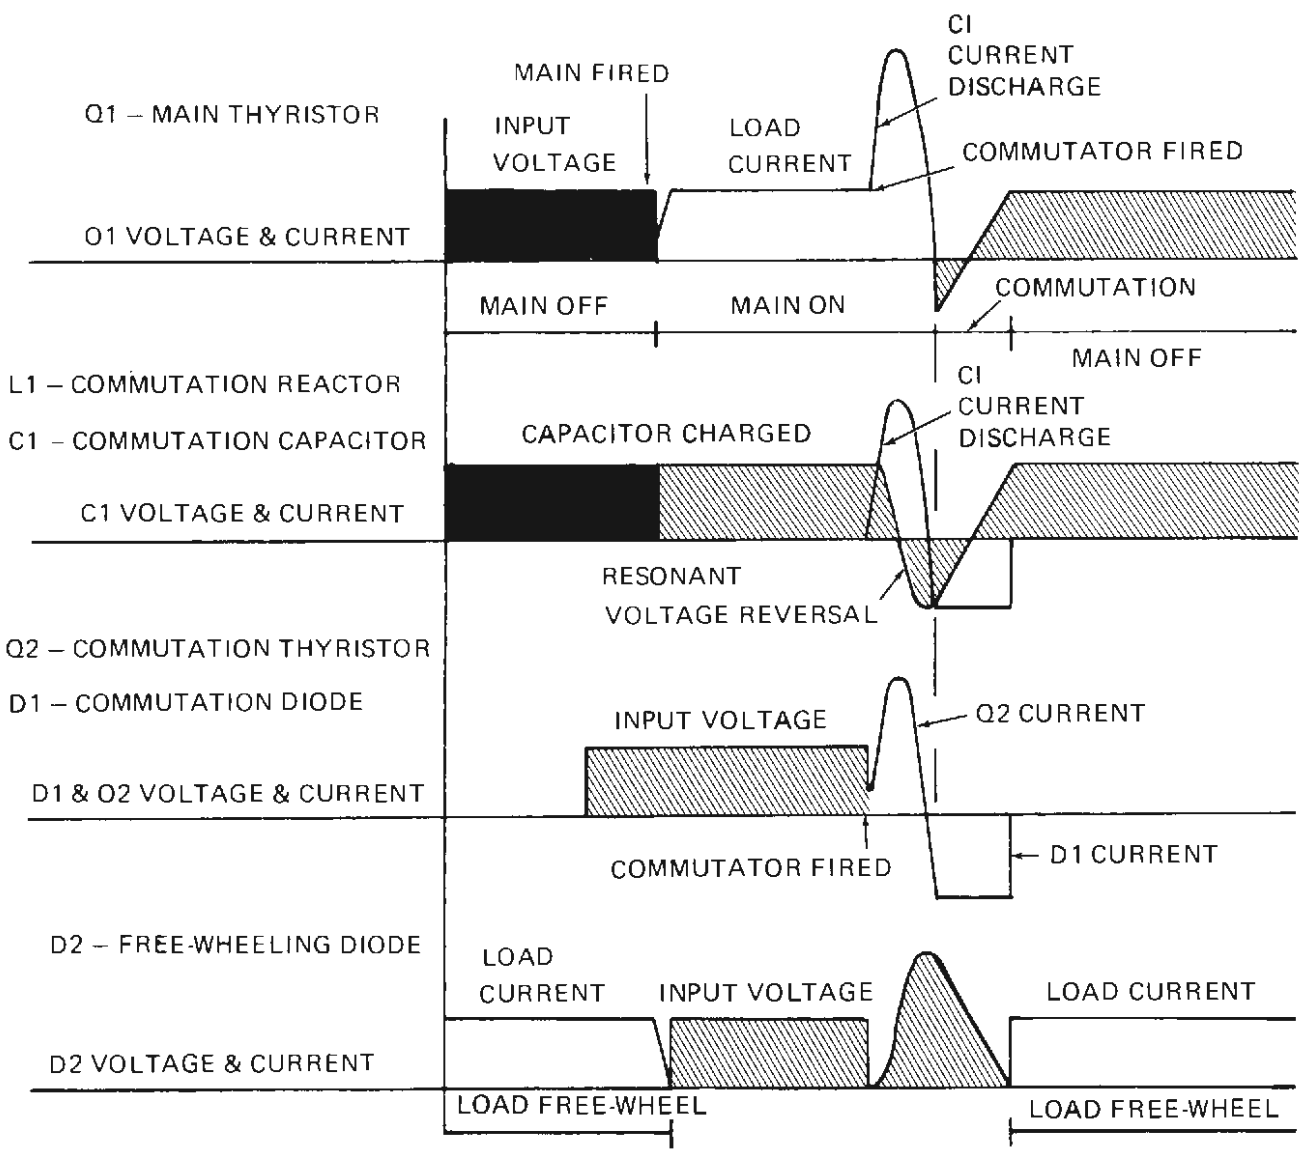 CI
CURRENT
DISCHARGE
MAIN FIRED
Q1 – MAIN THYRISTOR
INPUT
VOLTAGE
LOAD
CURRENT
COMMUTATOR FIRED
O1 VOLTAGE & CURRENT
MAIN OFF
MAIN ON
COMMUTATION
MAIN OFF
L1 – COMMUTATION REACTOR
CI
CURRENT
DISCHARGE
C1 – COMMUTATION CAPACITOR
CAPACITOR CHARGED
C1 VOLTAGE & CURRENT
RESONANT
VOLTAGE REVERSAL
Q2 – COMMUTATION THYRISTOR
D1 – COMMUTATION DIODE
INPUT VOLTAGE
Q2 CURRENT
D1 & O2 VOLTAGE & CURRENT
COMMUTATOR FIRED
D1 CURRENT
D2 – FREE-WHEELING DIODE
LOAD
CURRENT
INPUT VOLTAGE
LOAD CURRENT
D2 VOLTAGE & CURRENT
LOAD FREE-WHEEL
LOAD FREE-WHEEL